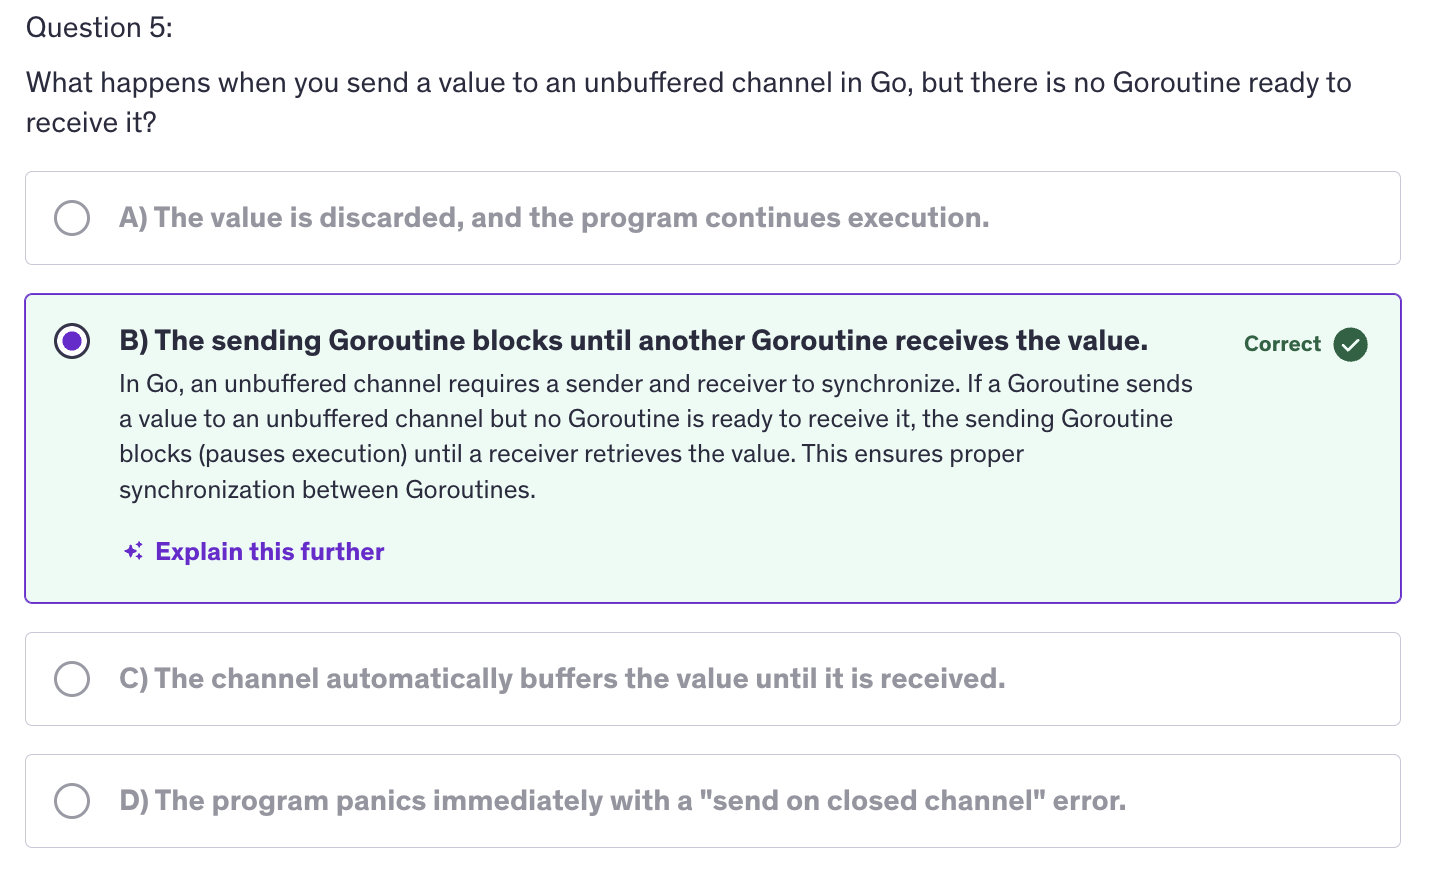 Question 5:
What happens when you send a value to an unbuffered channel in Go, but there is no Goroutine ready to
receive it?
A) The value is discarded, and the program continues execution.
B) The sending Goroutine blocks until another Goroutine receives the value.
Correct
In Go, an unbuffered channel requires a sender and receiver to synchronize. If a Goroutine sends
a value to an unbuffered channel but no Goroutine is ready to receive it, the sending Goroutine
blocks (pauses execution) until a receiver retrieves the value. This ensures proper
synchronization between Goroutines.
Explain this further
C) The channel automatically buffers the value until it is received.
D) The program panics immediately with a "send on closed channel" error.